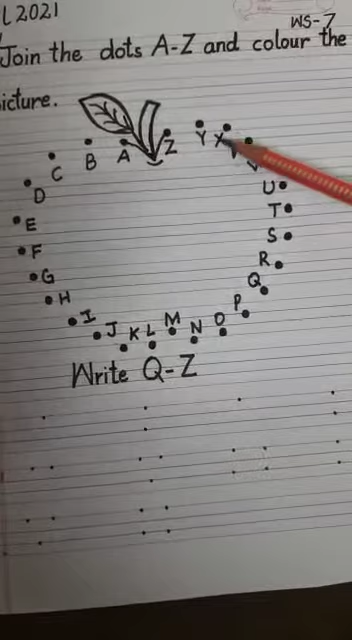 L 2021
WS-7
Join the dots A-Z and colour the
icture.
A
B
C
D
E
F
G
H
I
J
K
L
M
N
O
P
Q
R
S
T
U
V
X
Y
Z
Write Q-Z